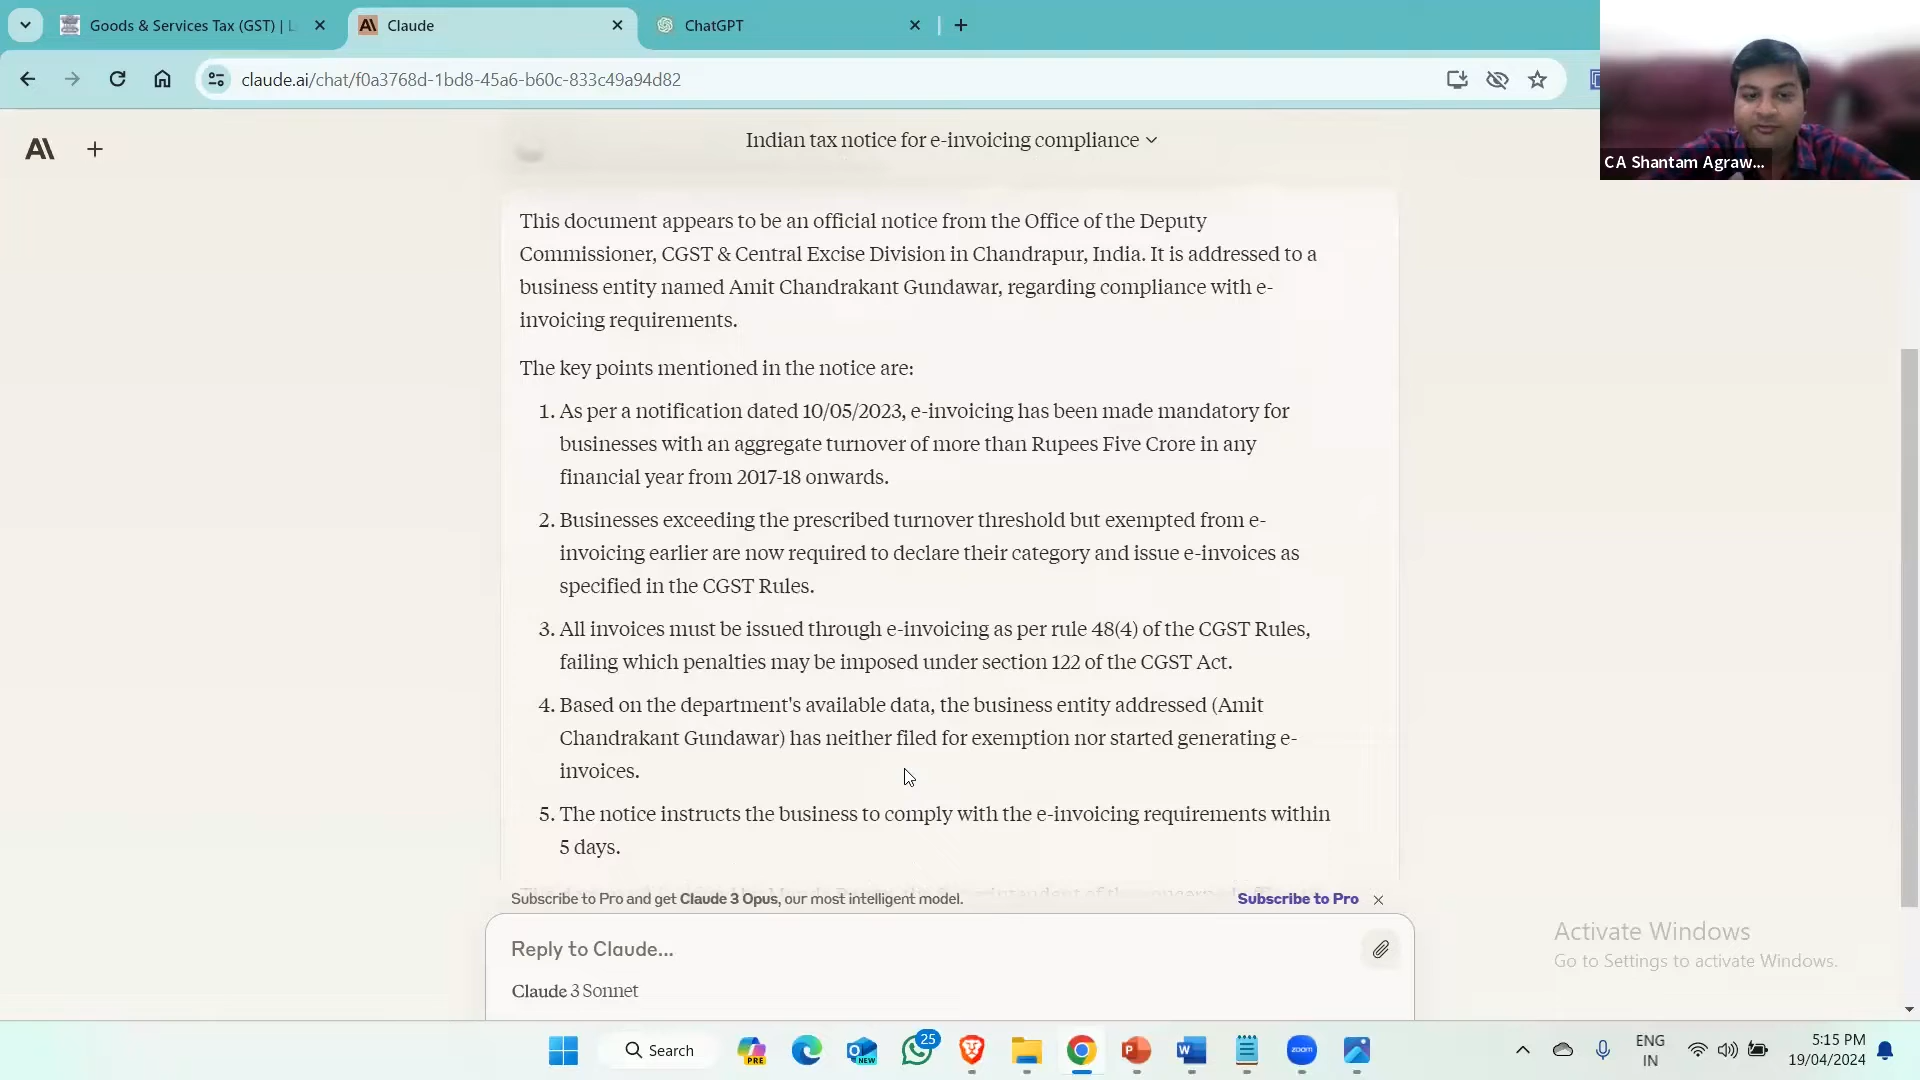 Goods & Services Tax (GST) | L
Claude
ChatGPT
claude.ai/chat/f0a3768d-1bd8-45a6-b60c-833c49a94d82
CA Shantam Agraw...
Indian tax notice for e-invoicing compliance
This document appears to be an official notice from the Office of the Deputy
Commissioner, CGST & Central Excise Division in Chandrapur, India. It is addressed to a
business entity named Amit Chandrakant Gundawar, regarding compliance with e-
invoicing requirements.
The key points mentioned in the notice are:
1. As per a notification dated 10/05/2023, e-invoicing has been made mandatory for
businesses with an aggregate turnover of more than Rupees Five Crore in any
financial year from 2017-18 onwards.
2. Businesses exceeding the prescribed turnover threshold but exempted from e-
invoicing earlier are now required to declare their category and issue e-invoices as
specified in the CGST Rules.
3. All invoices must be issued through e-invoicing as per rule 48(4) of the CGST Rules,
failing which penalties may be imposed under section 122 of the CGST Act.
4. Based on the department's available data, the business entity addressed (Amit
Chandrakant Gundawar) has neither filed for exemption nor started generating e-
invoices.
5. The notice instructs the business to comply with the e-invoicing requirements within
5 days.
Subscribe to Pro and get Claude 3 Opus, our most intelligent model.
Subscribe to Pro
Reply to Claude...
Claude 3 Sonnet
Activate Windows
Go to Settings to activate Windows.
Search
PRE
NEW
25
zoom
ENG
IN
5:15 PM
19/04/2024